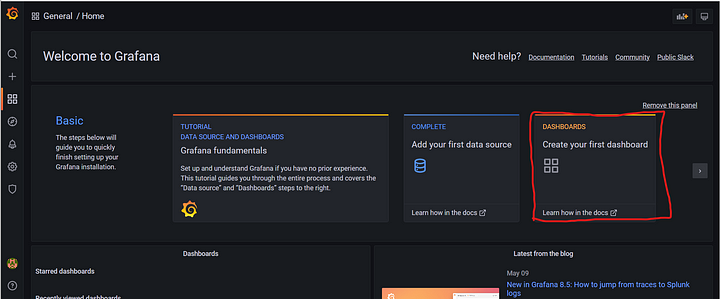 General / Home
Welcome to Grafana
Need help?
Documentation
Tutorials
Community
Public Slack
Remove this panel
Basic
The steps below will
guide you to quickly
finish setting up your
Grafana installation.
TUTORIAL
DATA SOURCE AND DASHBOARDS
Grafana fundamentals
Set up and understand Grafana if you have no prior experience.
This tutorial guides you through the entire process and covers the
"Data source" and "Dashboards" steps to the right.
COMPLETE
Add your first data source
Learn how in the docs
DASHBOARDS
Create your first dashboard
Learn how in the docs
Dashboards
Starred dashboards
Recently viewed dashboards
Latest from the blog
May 09
New in Grafana 8.5: How to jump from traces to Splunk
logs